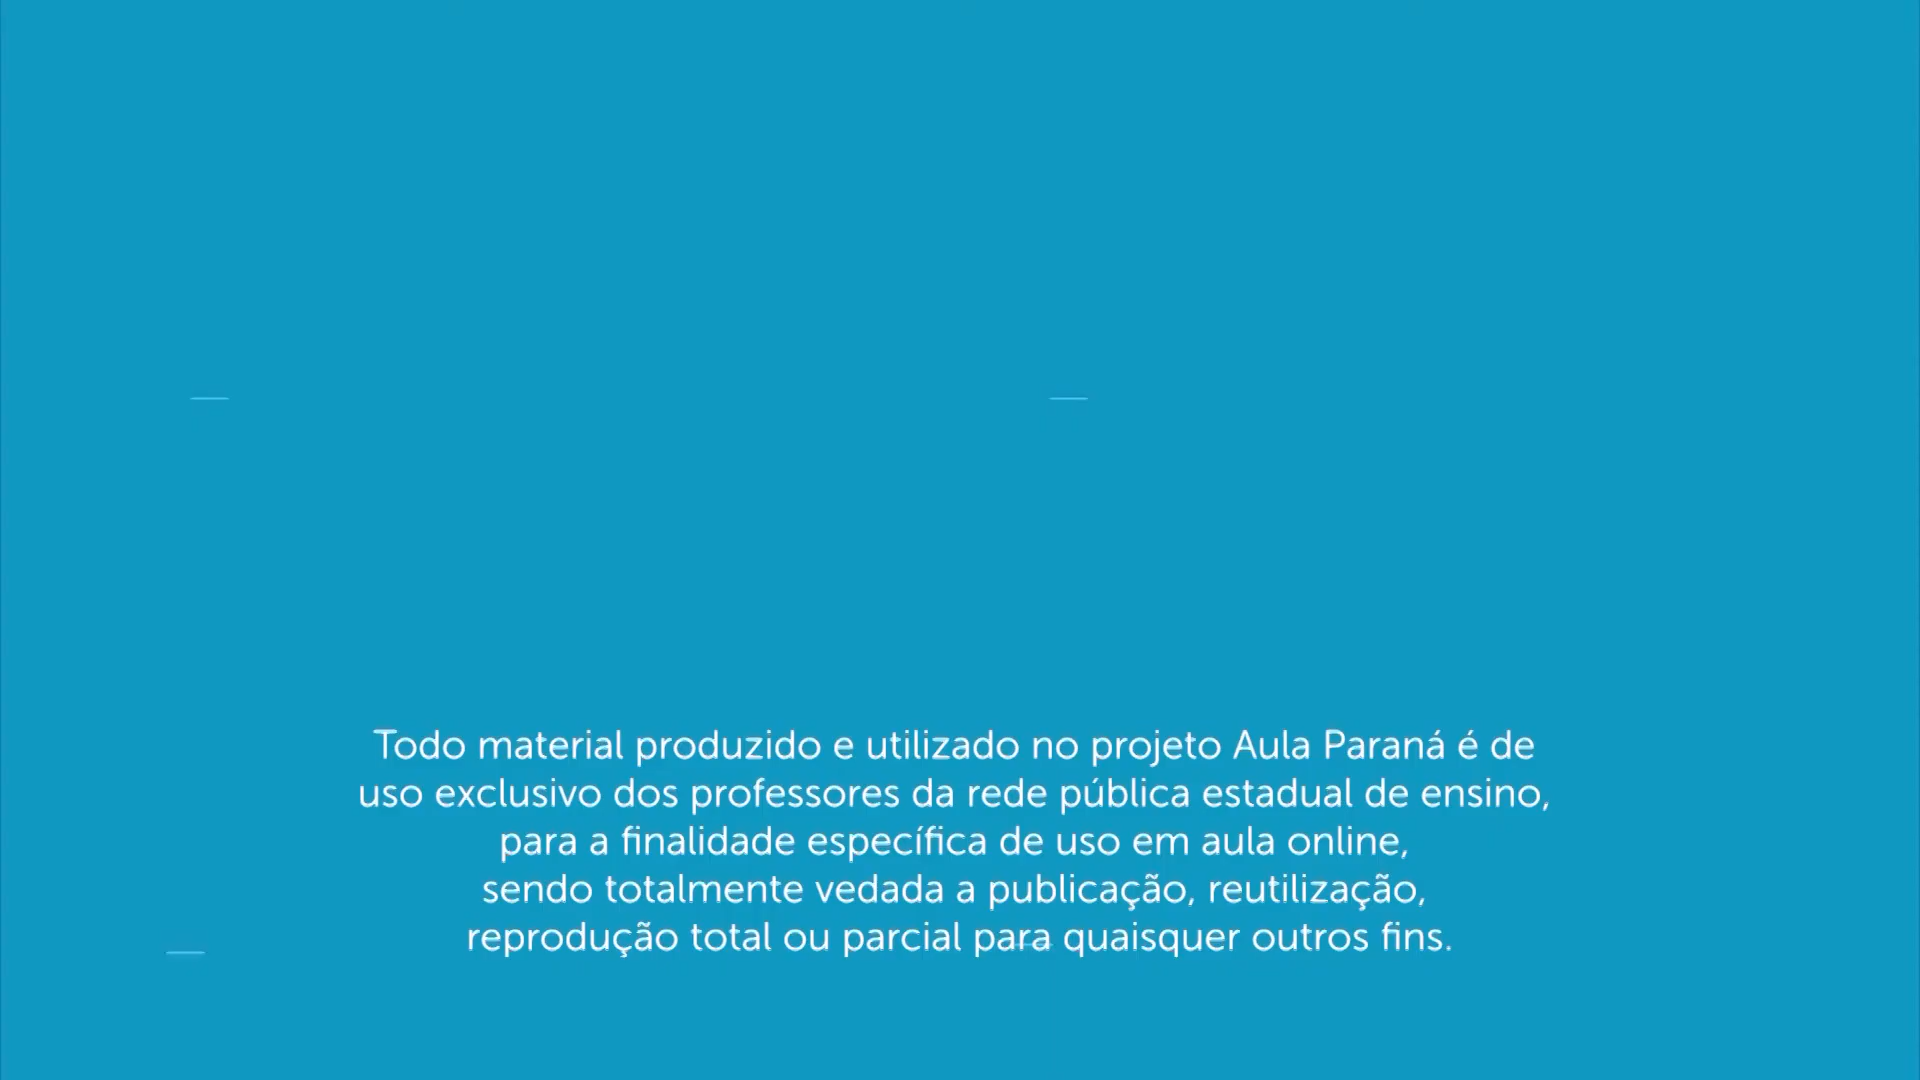 Todo material produzido e utilizado no projeto Aula Paraná é de
uso exclusivo dos professores da rede pública estadual de ensino,
para a finalidade específica de uso em aula online,
sendo totalmente vedada a publicação, reutilização,
reprodução total ou parcial para quaisquer outros fins.